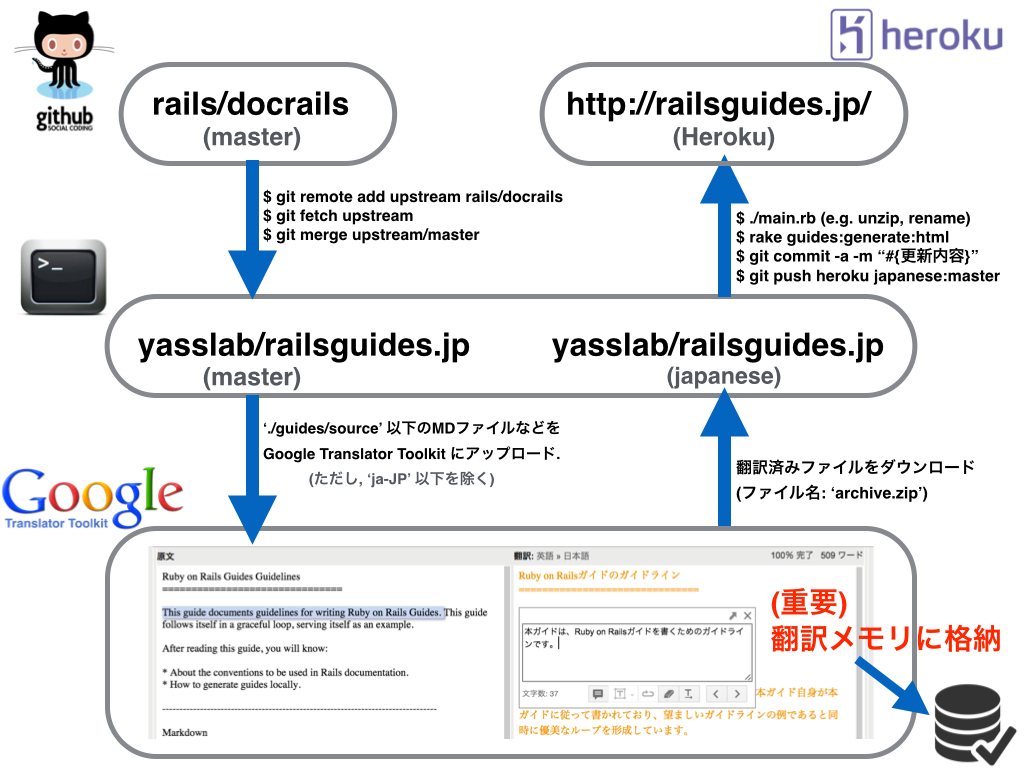 github
SOCIAL CODING
heroku
rails/docrails
(master)
http://railsguides.jp/
(Heroku)
$ git remote add upstream rails/docrails
$ git fetch upstream
$ git merge upstream/master
$ ./main.rb (e.g. unzip, rename)
$ rake guides:generate:html
$ git commit -a -m “#{更新内容}”
$ git push heroku japanese:master
>_
yasslab/railsguides.jp
(master)
yasslab/railsguides.jp
(japanese)
‘./guides/source’ 以下のMDファイルなどを
Google Translator Toolkit にアップロード.
(ただし, ‘ja-JP’ 以下を除く)
翻訳済みファイルをダウンロード
(ファイル名: ‘archive.zip’)
Google
Translator Toolkit
原文
翻訳: 英語 » 日本語
100% 完了 509 ワード
Ruby on Rails Guides Guidelines
===============================
This guide documents guidelines for writing Ruby on Rails Guides. This guide
follows itself in a graceful loop, serving itself as an example.
After reading this guide, you will know:
* About the conventions to be used in Rails documentation.
* How to generate guides locally.
--------------------------------------------------------------------------------
Markdown
Ruby on Railsガイドのガイドライン
===============================
本ガイドは、Ruby on Railsガイドを書くためのガイドライ
ンです。
文字数: 37
本ガイド自身が本
ガイドに従って書かれており、望ましいガイドラインの例であると同
時に優美なループを形成しています。
(重要)
翻訳メモリに格納